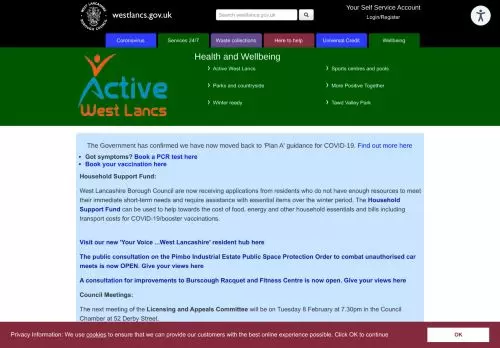 WEST LANCASHIRE
BOROUGH COUNCIL
westlancs.gov.uk
Search westlancs.gov.uk
Your Self Service Account
Login/Register
Coronavirus
Services 24/7
Waste collections
Here to help
Universal Credit
Wellbeing
Active
West Lancs
Health and Wellbeing
Active West Lancs
Sports centres and pools
Parks and countryside
More Positive Together
Winter ready
Tawd Valley Park
The Government has confirmed we have now moved back to 'Plan A' guidance for COVID-19. Find out more here
Got symptoms? Book a PCR test here
Book your vaccination here
Household Support Fund:
West Lancashire Borough Council are now receiving applications from residents who do not have enough resources to meet
their immediate short-term needs and require assistance with essential items over the winter period. The Household
Support Fund can be used to help towards the cost of food, energy and other household essentials and bills including
transport costs for COVID-19/booster vaccinations.
Visit our new 'Your Voice ...West Lancashire' resident hub here
The public consultation on the Pimbo Industrial Estate Public Space Protection Order to combat unauthorised car
meets is now OPEN. Give your views here
A consultation for improvements to Burscough Racquet and Fitness Centre is now open. Give your views here
Council Meetings:
The next meeting of the Licensing and Appeals Committee will be on Tuesday 8 February at 7.30pm in the Council
Chamber at 52 Derby Street.
Privacy Information: We use cookies to ensure that we can provide our customers with the best online experience possible. Click OK to continue
OK